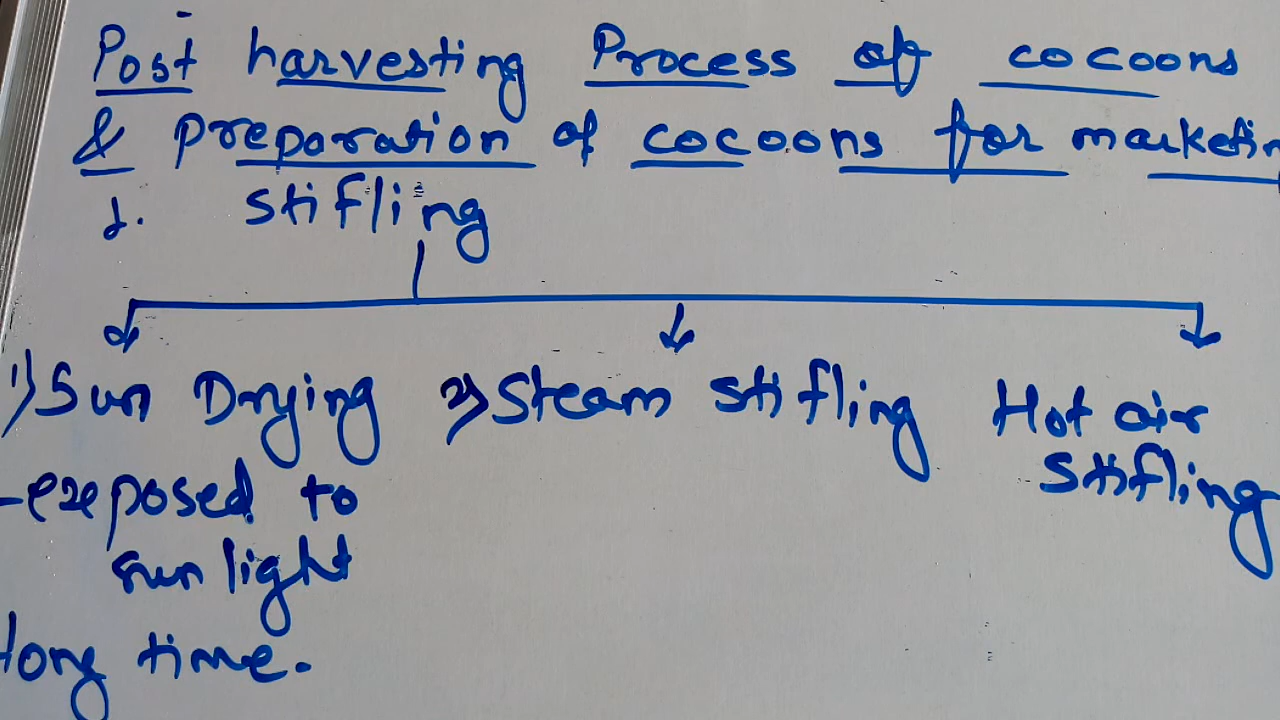 Post harvesting Process of cocoons
& preparation of cocoons for marketin
1. stifling
1) Sun Drying 2) Steam stifling Hot air stifling
- exposed to
sun light
long time.